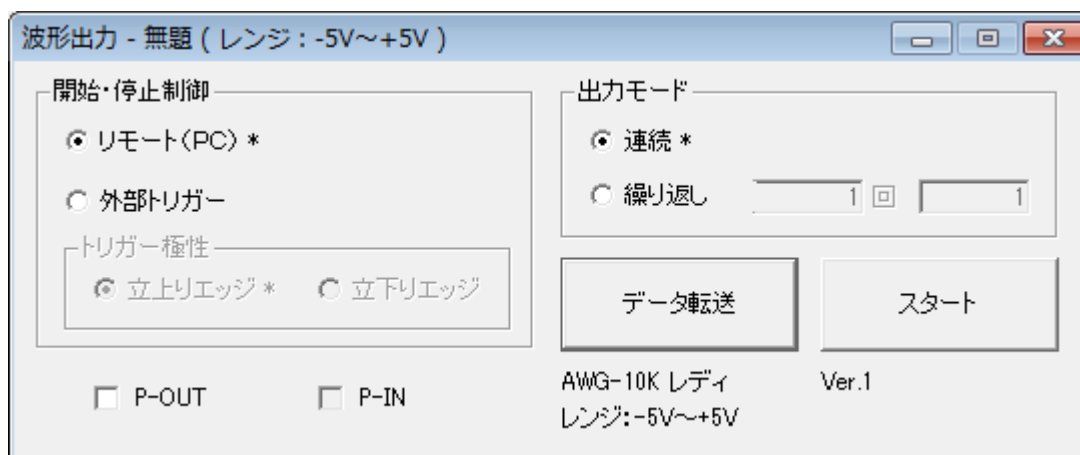 波形出力 - 無題 ( レンジ : -5V～+5V )
開始・停止制御
リモート(PC) *
外部トリガー
トリガー極性
立上りエッジ *
立下りエッジ
P-OUT
P-IN
出力モード
連続 *
繰り返し
1 回
1
データ転送
スタート
AWG-10K レディ
Ver.1
レンジ:-5V～+5V